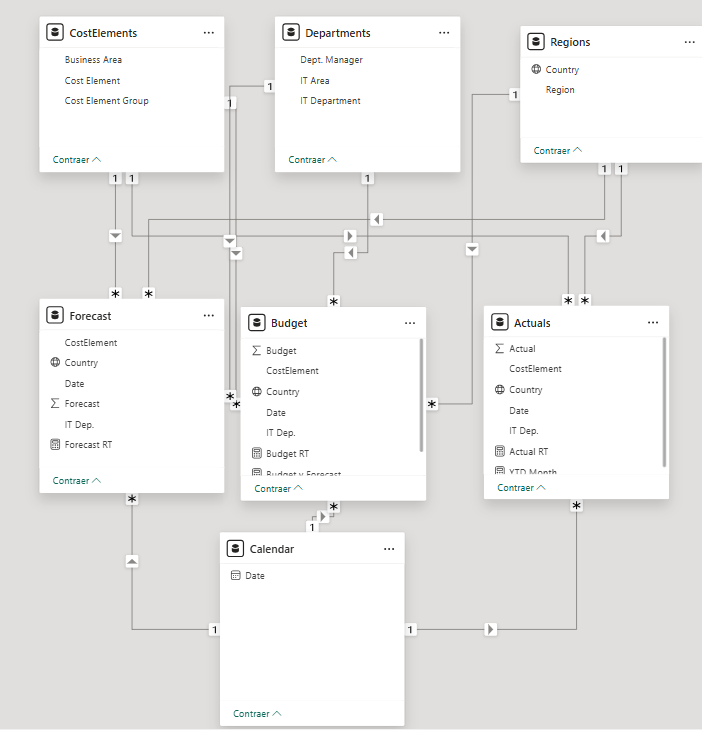 CostElements
Business Area
Cost Element
Cost Element Group
Contraer
Departments
Dept. Manager
IT Area
IT Department
Contraer
Regions
Country
Region
Contraer
1
1
1
1
1
1
1
1
*
*
*
*
*
Forecast
CostElement
Country
Date
Forecast
IT Dep.
Forecast RT
Contraer
*
*
*
*
Budget
Budget
CostElement
Country
Date
IT Dep.
Budget RT
Budget v Forecast
Contraer
*
Actuals
Actual
CostElement
Country
Date
IT Dep.
Actual RT
YTD Month
Contraer
*
1
1
1
Calendar
Date
Contraer